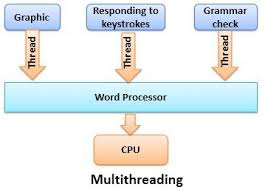 Graphic
Responding to
keystrokes
Grammar
check
Thread
Thread
Thread
Word Processor
CPU
Multithreading